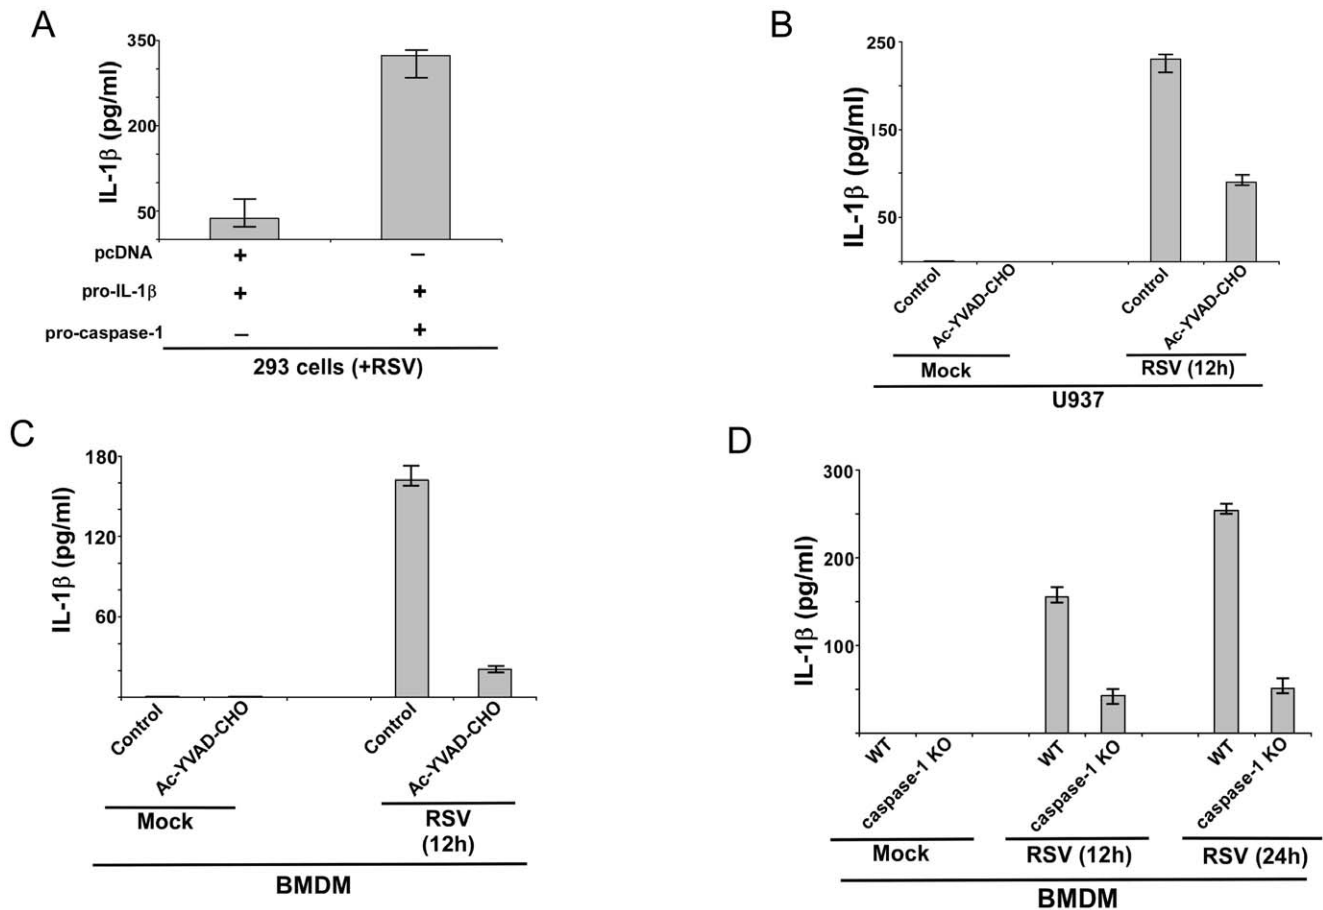 A
IL-1β (pg/ml)
350
200
50
pcDNA + −
pro-IL-1β + +
pro-caspase-1 − +
293 cells (+RSV)
B
IL-1β (pg/ml)
250
150
50
Control Ac-YVAD-CHO Control Ac-YVAD-CHO
Mock RSV (12h)
U937
C
IL-1β (pg/ml)
180
120
60
Control Ac-YVAD-CHO Control Ac-YVAD-CHO
Mock RSV
(12h)
BMDM
D
IL-1β (pg/ml)
300
200
100
WT caspase-1 KO WT caspase-1 KO WT caspase-1 KO
Mock RSV (12h) RSV (24h)
BMDM